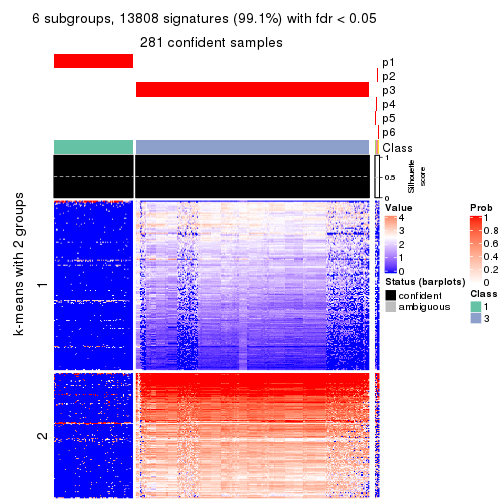 6 subgroups, 13808 signatures (99.1%) with fdr < 0.05
281 confident samples
p1
p2
p3
p4
p5
p6
Class
1
0.5
0
Silhouette
score
k-means with 2 groups
1
2
Value
4
3
2
1
0
Status (barplots)
confident
ambiguous
Prob
1
0.8
0.6
0.4
0.2
0
Class
1
3